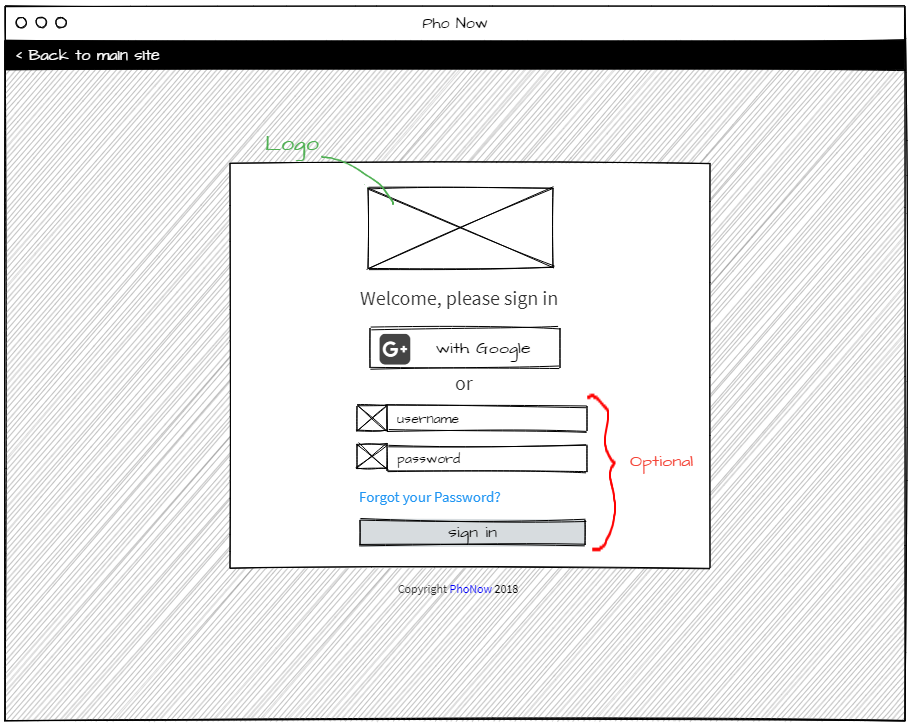 Pho Now
< Back to main site
Logo
Welcome, please sign in
G+ with Google
or
username
password
Optional
Forgot your Password?
sign in
Copyright PhoNow 2018